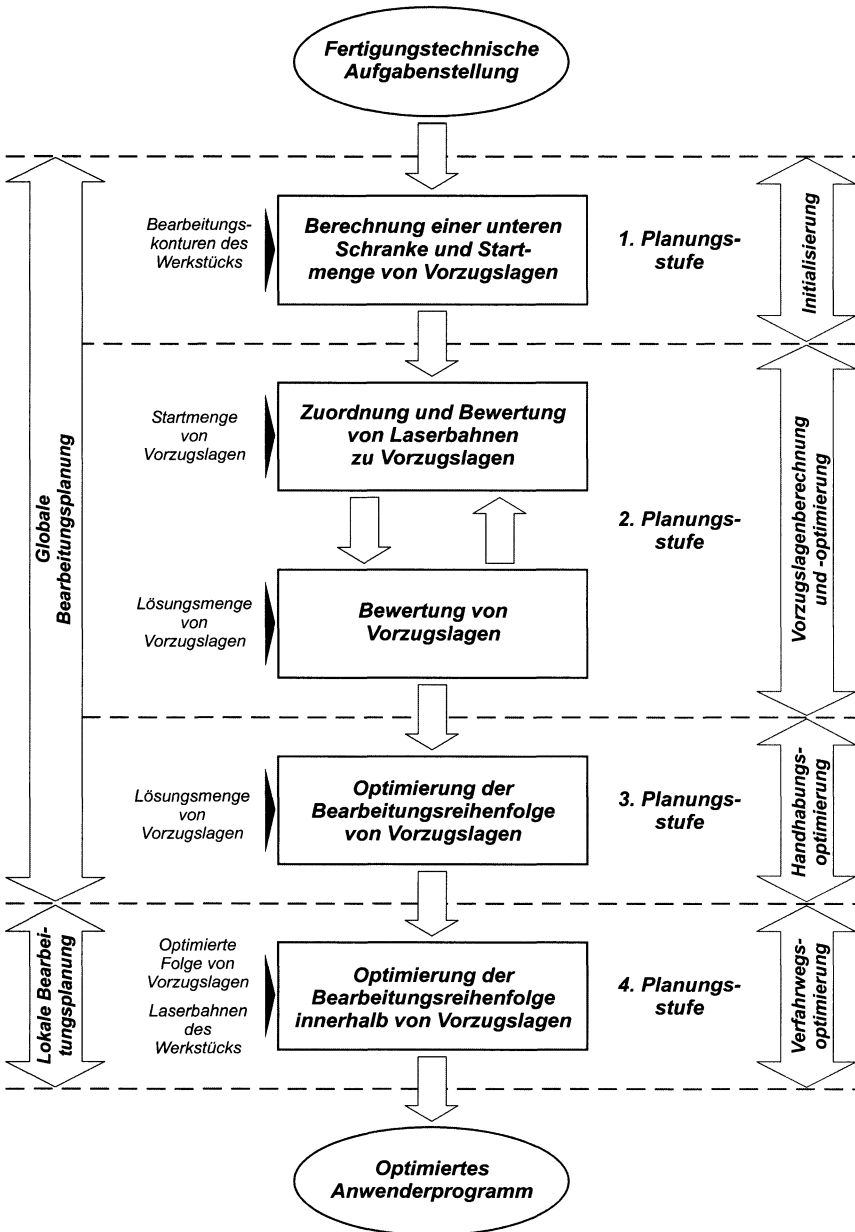 Fertigungstechnische
Aufgabenstellung
Bearbeitungs-
konturen des
Werkstücks
Berechnung einer unteren
Schranke und Start-
menge von Vorzugslagen
1. Planungs-
stufe
Initialisierung
Globale
Bearbeitungsplanung
Startmenge
von
Vorzugslagen
Zuordnung und Bewertung
von Laserbahnen
zu Vorzugslagen
2. Planungs-
stufe
Vorzugslagenberechnung
und -optimierung
Lösungsmenge
von
Vorzugslagen
Bewertung von
Vorzugslagen
Lösungsmenge
von
Vorzugslagen
Optimierung der
Bearbeitungsreihenfolge
von Vorzugslagen
3. Planungs-
stufe
Handhabungs-
optimierung
Lokale Bearbei-
tungsplanung
Optimierte
Folge von
Vorzugslagen
Laserbahnen
des
Werkstücks
Optimierung der
Bearbeitungsreihenfolge
innerhalb von Vorzugslagen
4. Planungs-
stufe
Verfahrwegs-
optimierung
Optimiertes
Anwenderprogramm